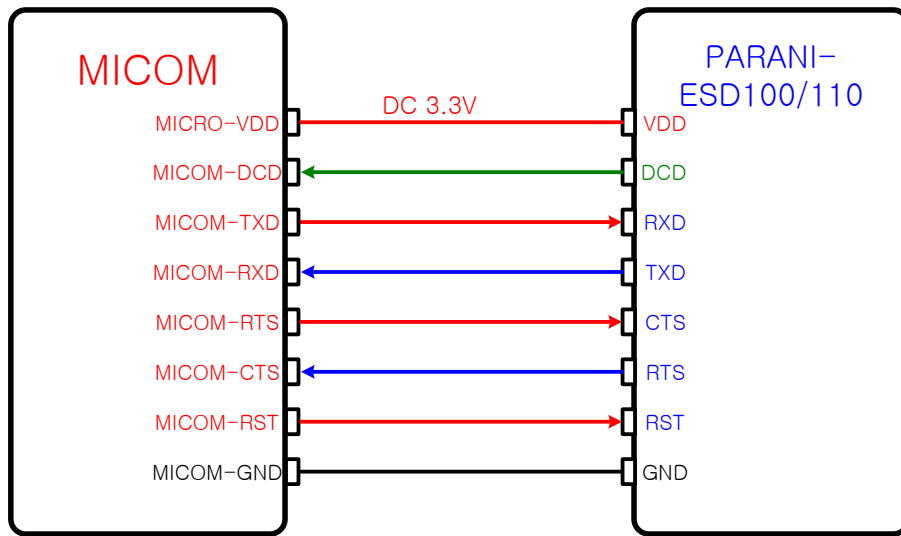 MICOM
PARANI-
ESD100/110
DC 3.3V
MICRO-VDD
VDD
MICOM-DCD
DCD
MICOM-TXD
RXD
MICOM-RXD
TXD
MICOM-RTS
CTS
MICOM-CTS
RTS
MICOM-RST
RST
MICOM-GND
GND